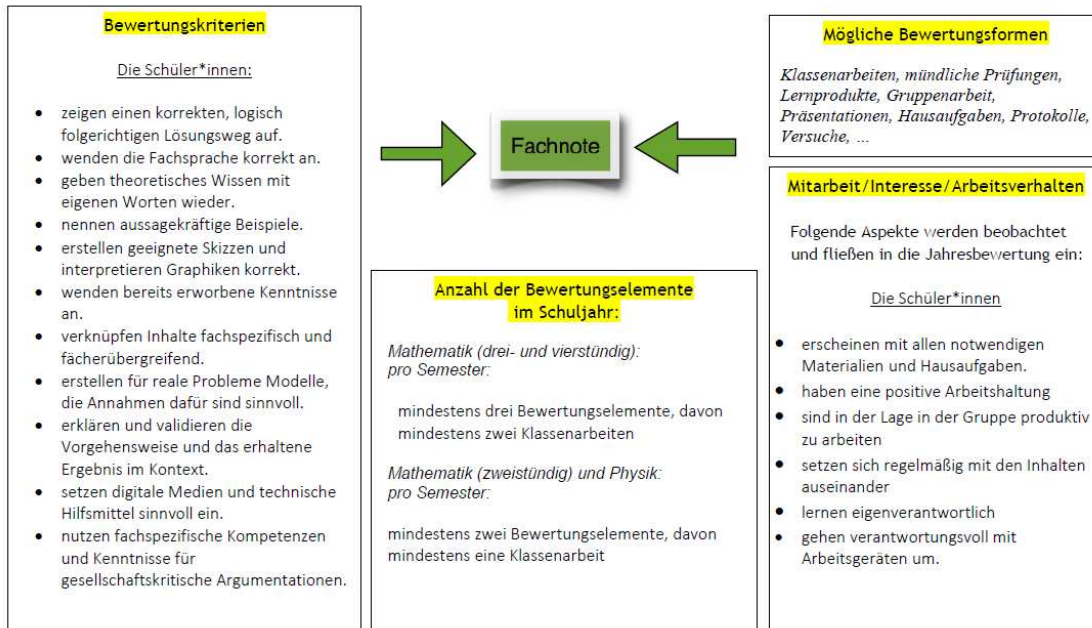 Bewertungskriterien
Die Schüler*innen:
• zeigen einen korrekten, logisch
folgerichtigen Lösungsweg auf.
• wenden die Fachsprache korrekt an.
• geben theoretisches Wissen mit
eigenen Worten wieder.
• nennen aussagekräftige Beispiele.
• erstellen geeignete Skizzen und
interpretieren Graphiken korrekt.
• wenden bereits erworbene Kenntnisse
an.
• verknüpfen Inhalte fachspezifisch und
fächerübergreifend.
• erstellen für reale Probleme Modelle,
die Annahmen dafür sind sinnvoll.
• erklären und validieren die
Vorgehensweise und das erhaltene
Ergebnis im Kontext.
• setzen digitale Medien und technische
Hilfsmittel sinnvoll ein.
• nutzen fachspezifische Kompetenzen
und Kenntnisse für
gesellschaftskritische Argumentationen.
Fachnote
Anzahl der Bewertungselemente
im Schuljahr:
Mathematik (drei- und vierstündig):
pro Semester:
mindestens drei Bewertungselemente, davon
mindestens zwei Klassenarbeiten
Mathematik (zweistündig) und Physik:
pro Semester:
mindestens zwei Bewertungselemente, davon
mindestens eine Klassenarbeit
Mögliche Bewertungsformen
Klassenarbeiten, mündliche Prüfungen,
Lernprodukte, Gruppenarbeit,
Präsentationen, Hausaufgaben, Protokolle,
Versuche, …
Mitarbeit/Interesse/Arbeitsverhalten
Folgende Aspekte werden beobachtet
und fließen in die Jahresbewertung ein:
Die Schüler*innen
• erscheinen mit allen notwendigen
Materialien und Hausaufgaben.
• haben eine positive Arbeitshaltung
• sind in der Lage in der Gruppe produktiv
zu arbeiten
• setzen sich regelmäßig mit den Inhalten
auseinander
• lernen eigenverantwortlich
• gehen verantwortungsvoll mit
Arbeitsgeräten um.